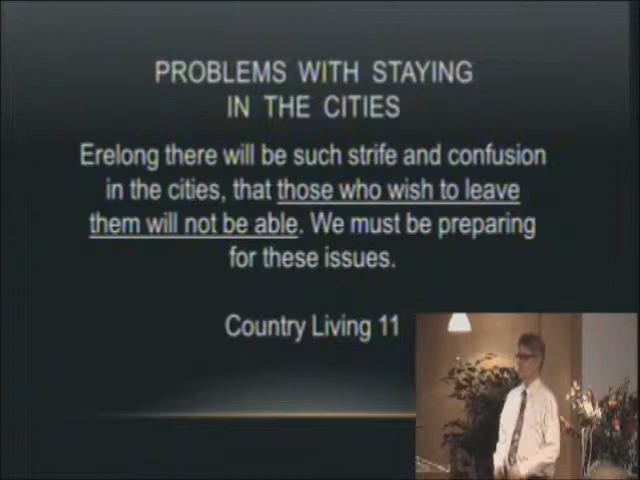 PROBLEMS WITH STAYING
IN THE CITIES
Erelong there will be such strife and confusion
in the cities, that those who wish to leave
them will not be able. We must be preparing
for these issues.
Country Living 11